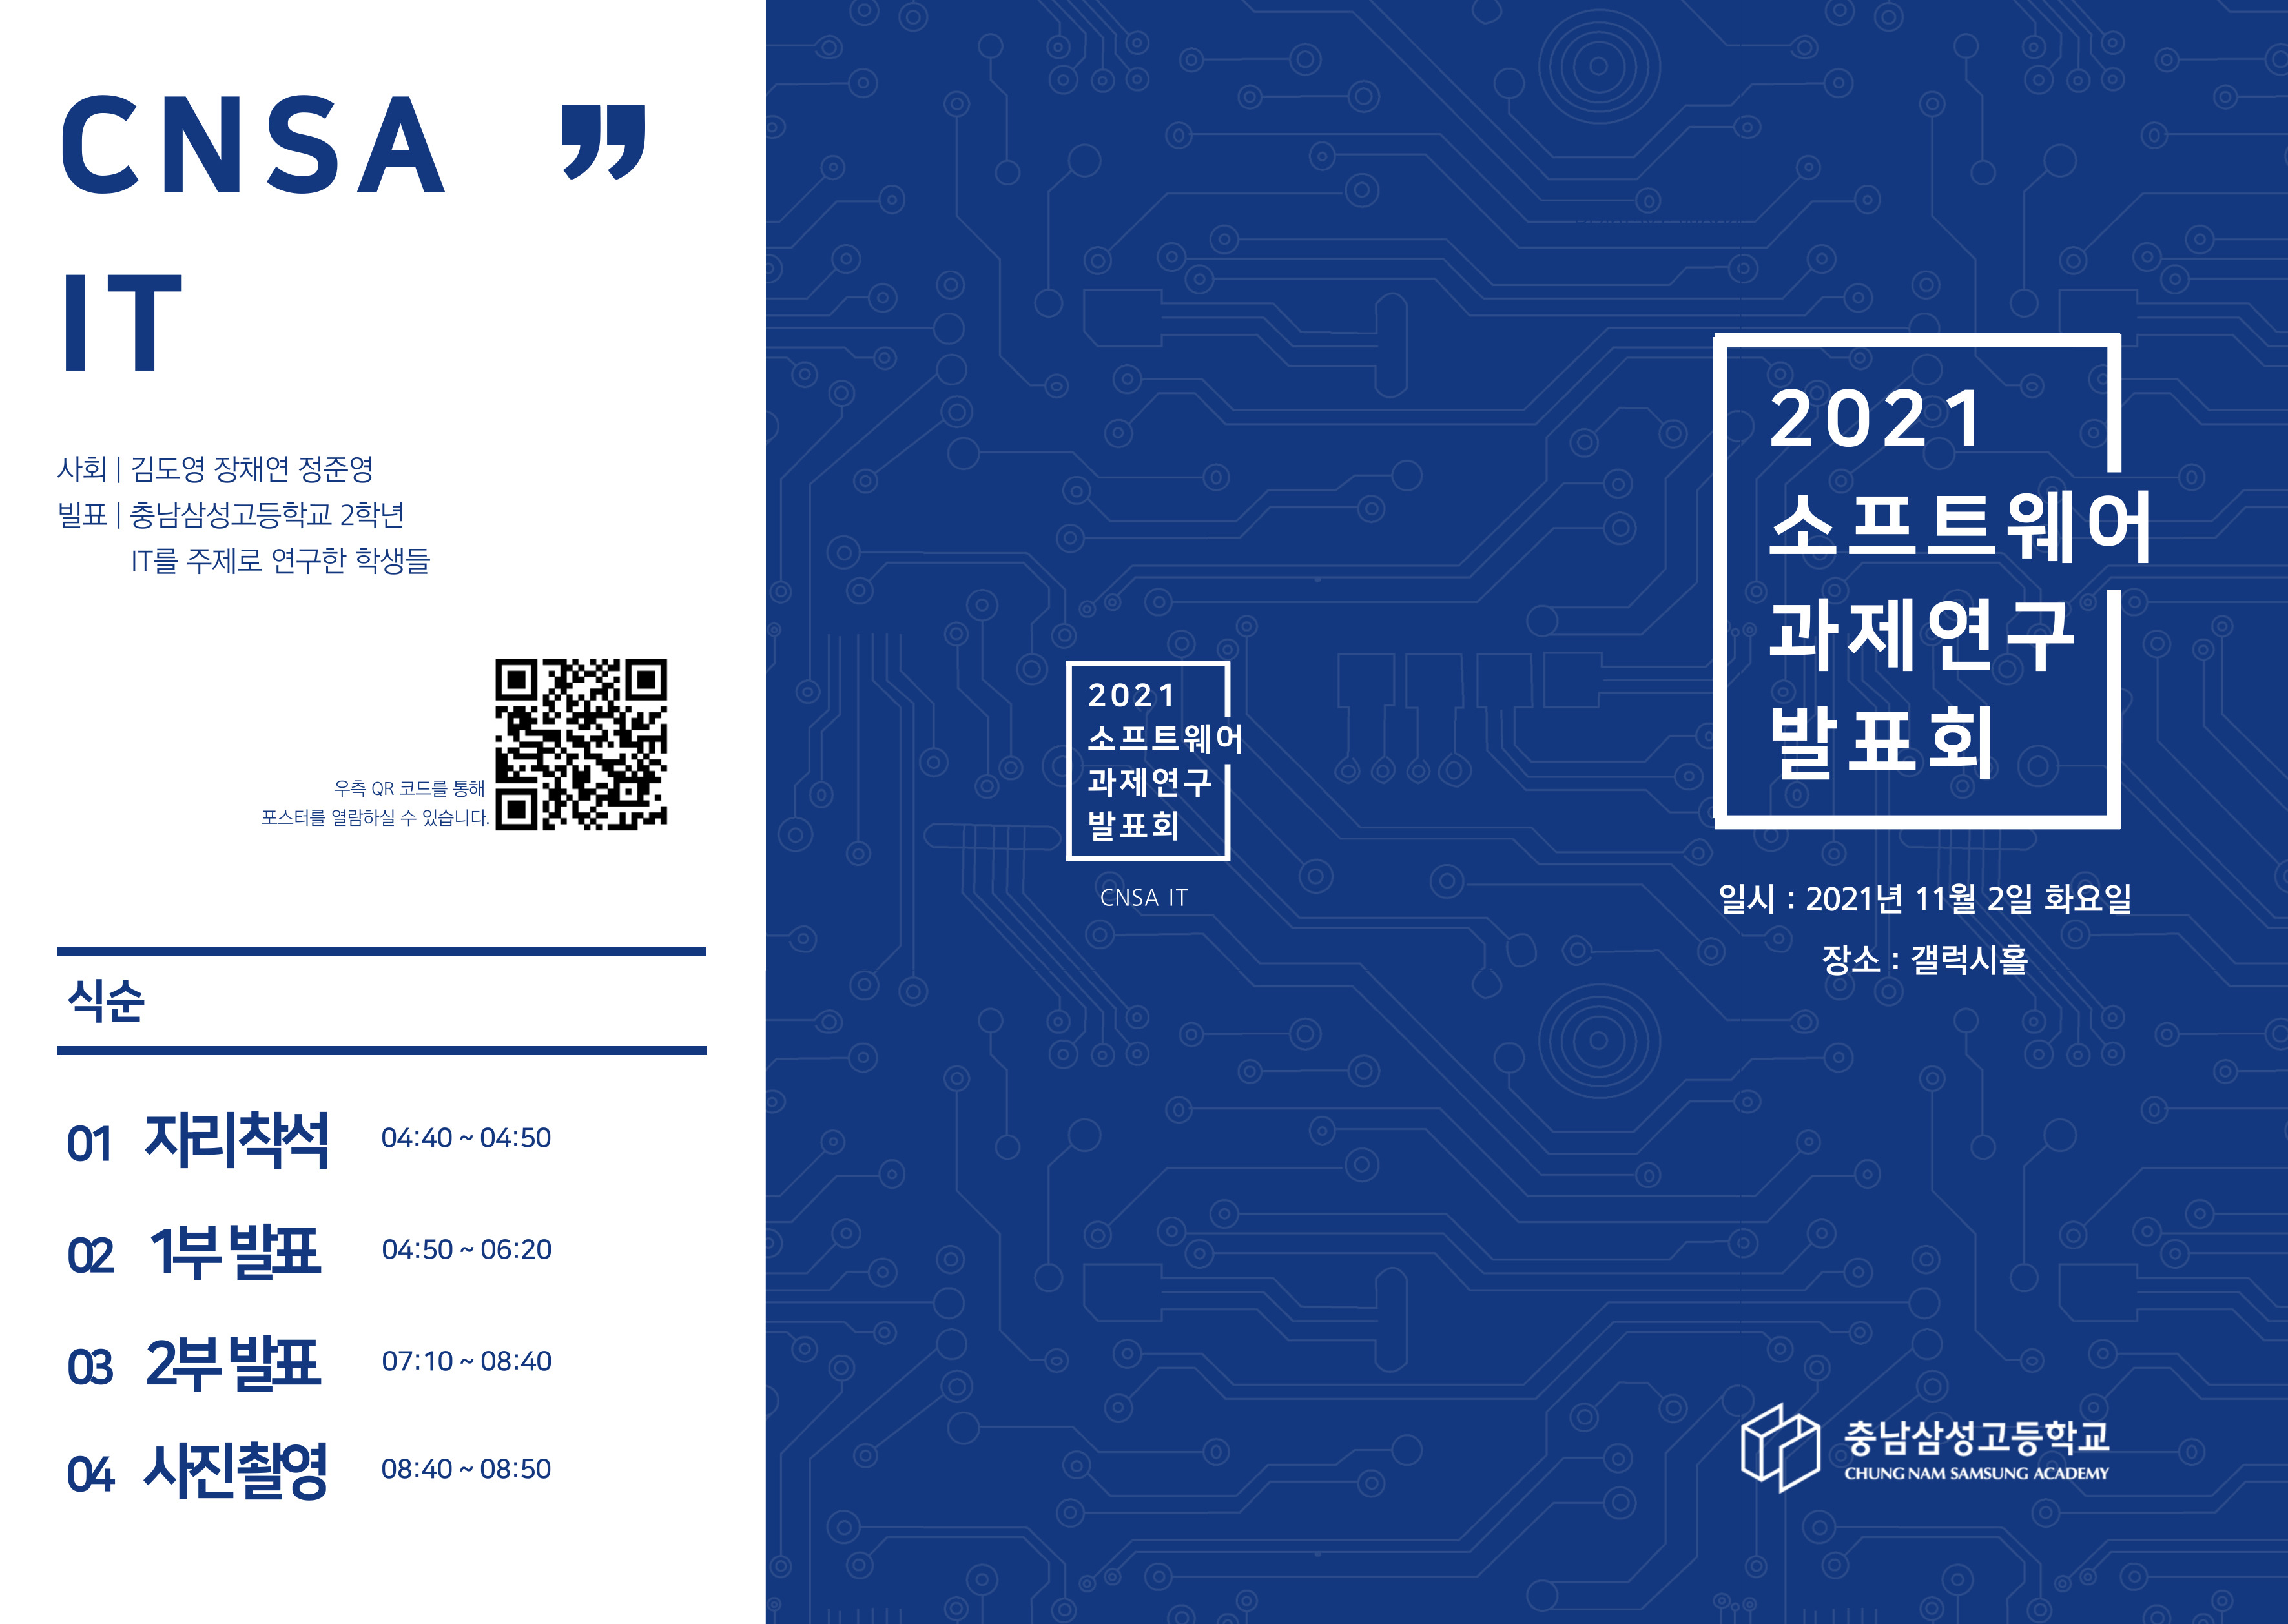 CNSA ”
IT
사회 | 김도영 장채연 정준영
발표 | 충남삼성고등학교 2학년
IT를 주제로 연구한 학생들
우측 QR 코드를 통해
포스터를 열람하실 수 있습니다.
식순
01 자리착석 04:40 ~ 04:50
02 1부 발표 04:50 ~ 06:20
03 2부 발표 07:10 ~ 08:40
04 사진촬영 08:40 ~ 08:50
2021
소프트웨어
과제연구
발표회
CNSA IT
2021
소프트웨어
과제연구
발표회
일시 : 2021년 11월 2일 화요일
장소 : 갤럭시홀
충남삼성고등학교
CHUNG NAM SAMSUNG ACADEMY